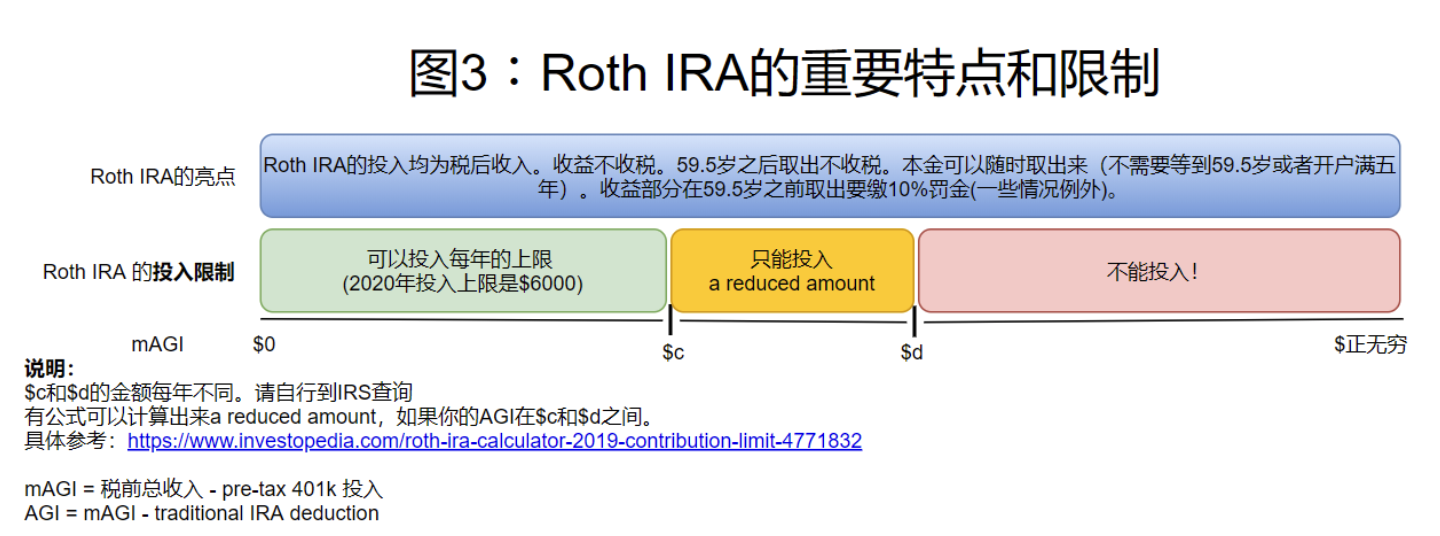 图3：Roth IRA的重要特点和限制
Roth IRA的亮点
Roth IRA的投入均为税后收入。收益不收税。59.5岁之后取出不收税。本金可以随时取出来（不需要等到59.5岁或者开户满五
年）。收益部分在59.5岁之前取出要缴10%罚金(一些情况例外)。
Roth IRA 的投入限制
可以投入每年的上限
(2020年投入上限是$6000)
只能投入
a reduced amount
不能投入！
mAGI
$0
$c
$d
$正无穷
说明：
$c和$d的金额每年不同。请自行到IRS查询
有公式可以计算出来a reduced amount，如果你的AGI在$c和$d之间。
具体参考：https://www.investopedia.com/roth-ira-calculator-2019-contribution-limit-4771832
mAGI = 税前总收入 - pre-tax 401k 投入
AGI = mAGI - traditional IRA deduction